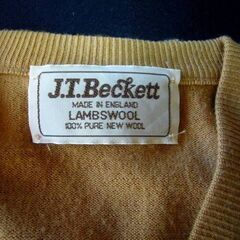 J.T.Beckett
MADE IN ENGLAND
LAMBSWOOL
100% PURE NEW WOOL